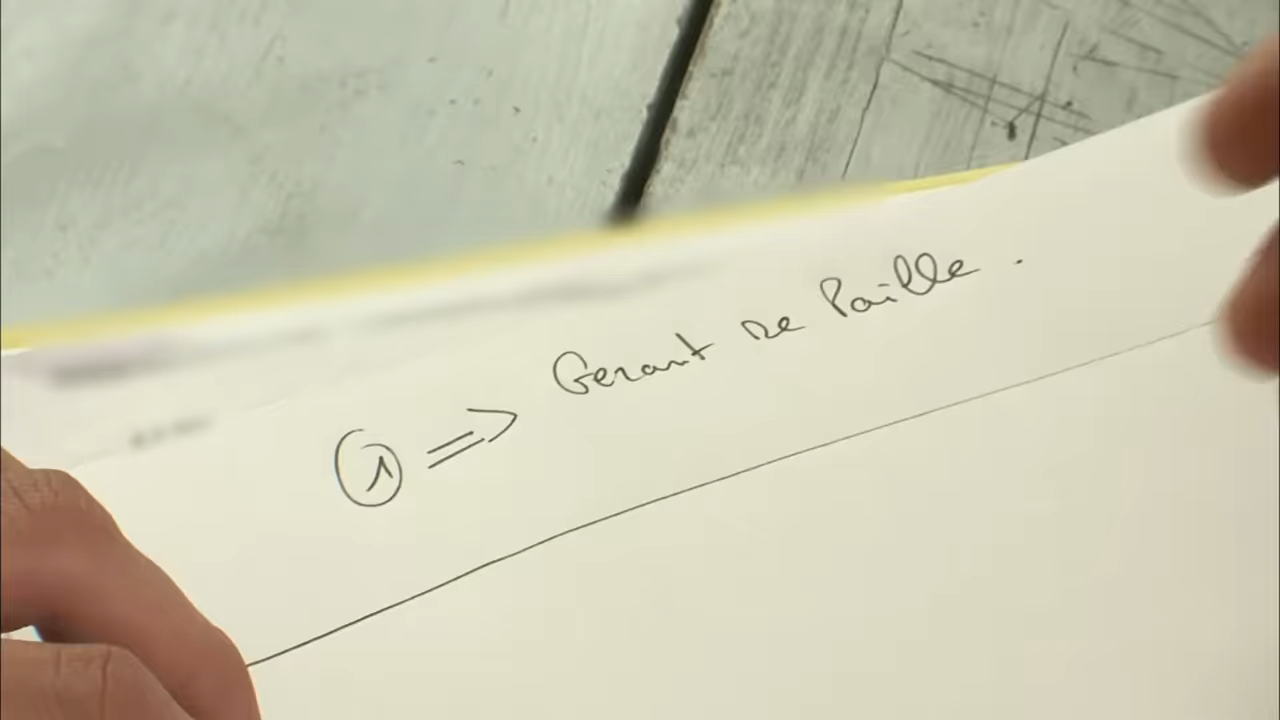 ① => Gerant De Paille.